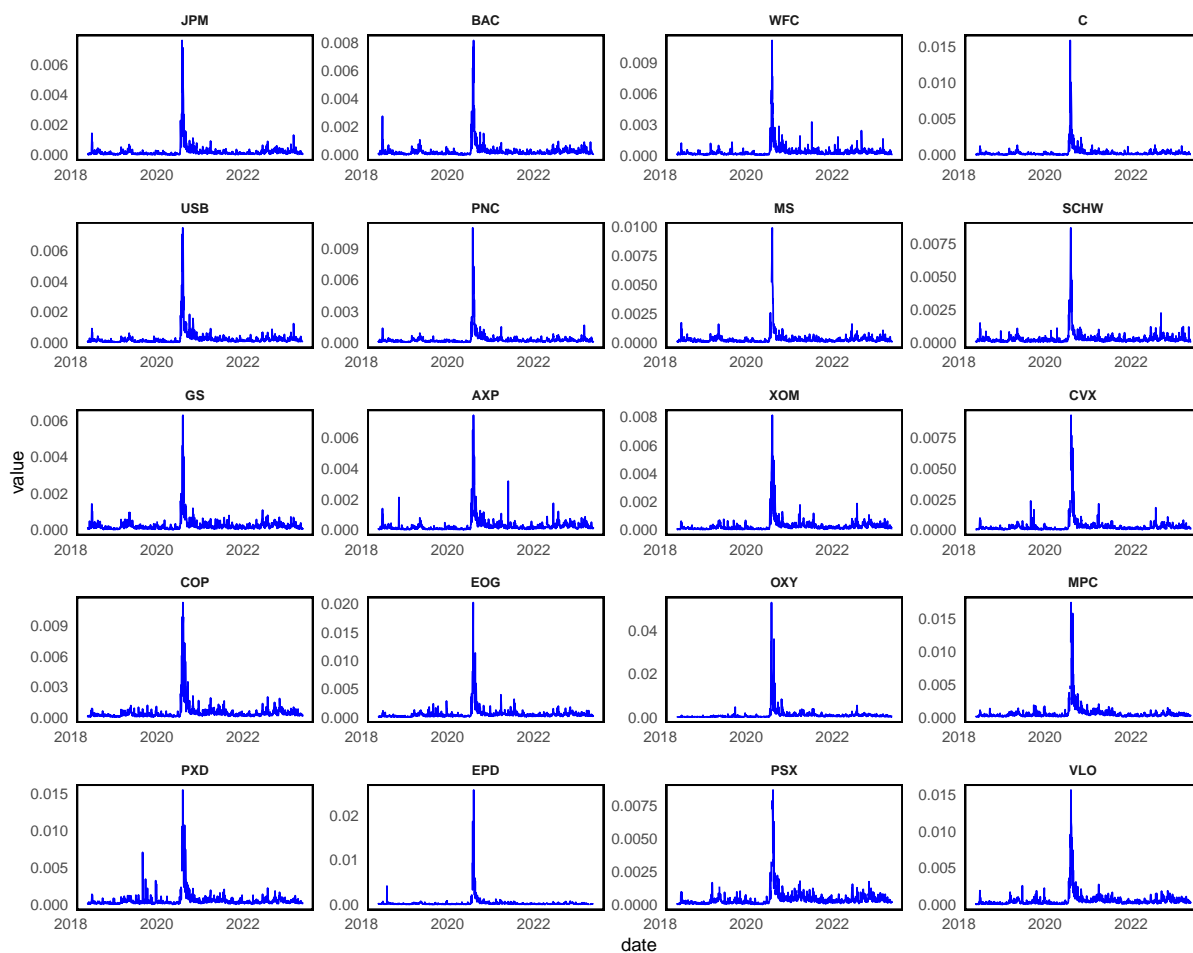 JPM BAC WFC C
0.006 0.008 0.009 0.015
0.004 0.006 0.006 0.010
0.002 0.004 0.003 0.005
0.000 0.002 0.000 0.000
0.000
2018 2020 2022 2018 2020 2022 2018 2020 2022 2018 2020 2022
USB PNC MS SCHW
0.006 0.009 0.0100 0.0075
0.004 0.006 0.0075 0.0050
0.002 0.003 0.0050 0.0025
0.000 0.000 0.0025 0.0000
0.0000
2018 2020 2022 2018 2020 2022 2018 2020 2022 2018 2020 2022
GS AXP XOM CVX
0.006 0.006 0.008 0.0075
0.004 0.004 0.006 0.0050
0.002 0.002 0.004 0.0025
0.000 0.000 0.002 0.0000
0.000
2018 2020 2022 2018 2020 2022 2018 2020 2022 2018 2020 2022
value
COP EOG OXY MPC
0.009 0.020 0.04 0.015
0.006 0.015 0.02 0.010
0.003 0.010 0.00 0.005
0.000 0.005 0.000
0.000
2018 2020 2022 2018 2020 2022 2018 2020 2022 2018 2020 2022
PXD EPD PSX VLO
0.015 0.02 0.0075 0.015
0.010 0.01 0.0050 0.010
0.005 0.00 0.0025 0.005
0.000 0.0000 0.000
2018 2020 2022 2018 2020 2022 2018 2020 2022 2018 2020 2022
date